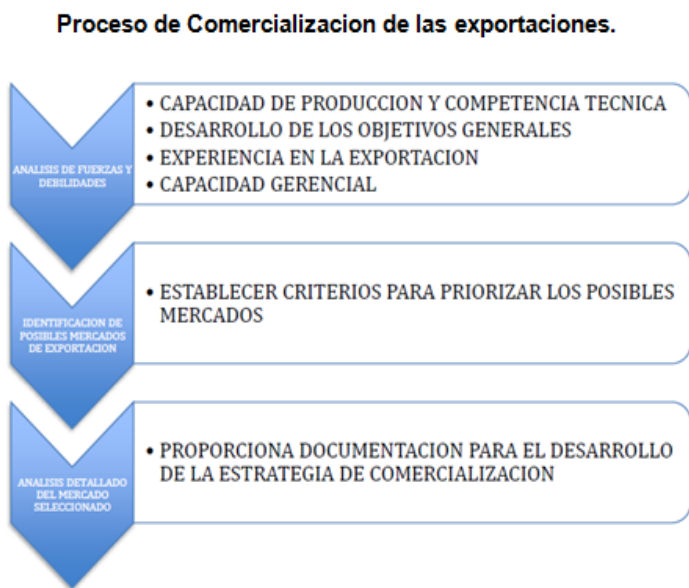 Proceso de Comercializacion de las exportaciones.
ANALISIS DE FUERZAS Y
DEBILIDADES
• CAPACIDAD DE PRODUCCION Y COMPETENCIA TECNICA
• DESARROLLO DE LOS OBJETIVOS GENERALES
• EXPERIENCIA EN LA EXPORTACION
• CAPACIDAD GERENCIAL
IDENTIFICACION DE
POSIBLES MERCADOS
DE EXPORTACION
• ESTABLECER CRITERIOS PARA PRIORIZAR LOS POSIBLES
MERCADOS
ANALISIS DETALLADO
DEL MERCADO
SELECCIONADO
• PROPORCIONA DOCUMENTACION PARA EL DESARROLLO
DE LA ESTRATEGIA DE COMERCIALIZACION